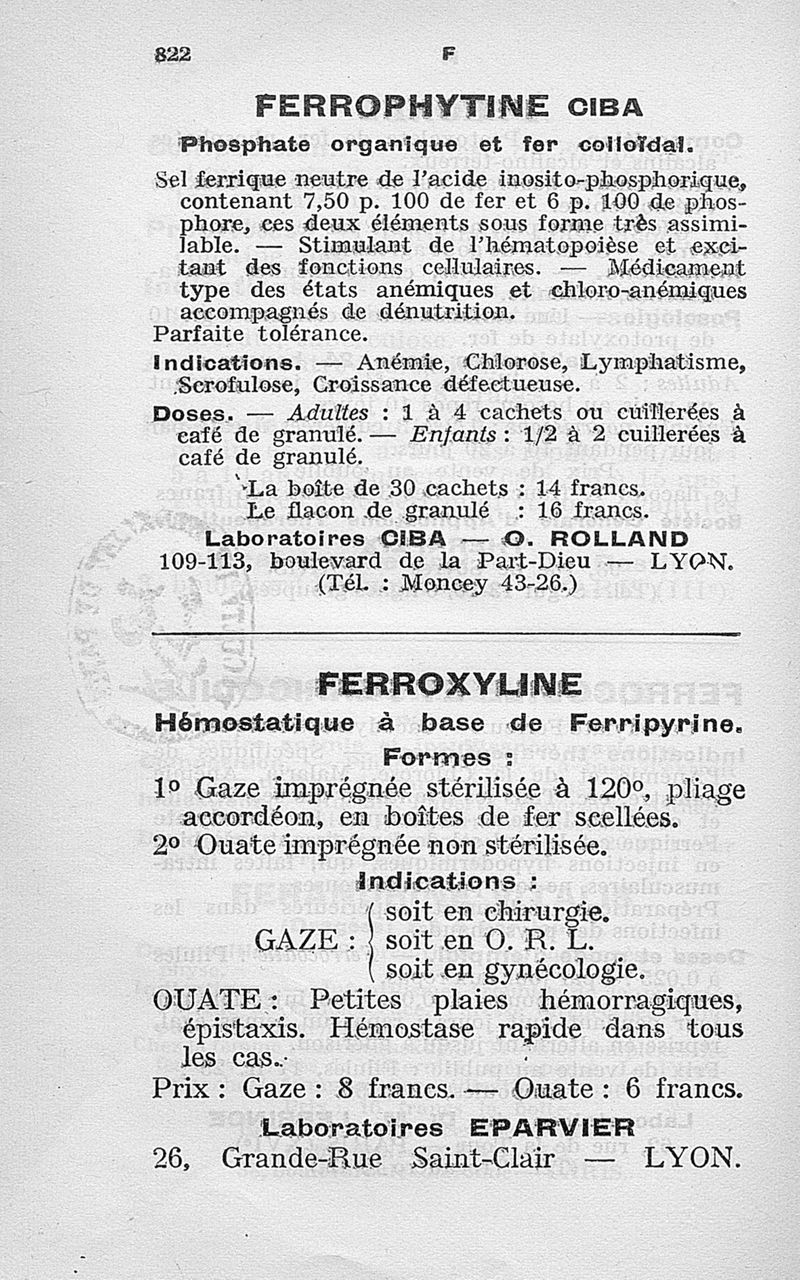 822 F
FERROPHYTINE CIBA
Phosphate organique et fer colloïdal.
Sel ferrique neutre de l'acide inosito-phosphorique,
contenant 7,50 p. 100 de fer et 6 p. 100 de phos-
phore, ces deux éléments sous forme très assimi-
lable. — Stimulant de l'hématopoièse et exci-
tant des fonctions cellulaires. — Médicament
type des états anémiques et chloro-anémiques
accompagnés de dénutrition.
Parfaite tolérance.
Indications. — Anémie, Chlorose, Lymphatisme,
Scrofulose, Croissance défectueuse.
Doses. — Adultes : 1 à 4 cachets ou cuillerées à
café de granulé. — Enfants : 1/2 à 2 cuillerées à
café de granulé.
La boîte de 30 cachets : 14 francs.
Le flacon de granulé : 16 francs.
Laboratoires CIBA — O. ROLLAND
109-113, boulevard de la Part-Dieu — LYON.
(Tél. : Moncey 43-26.)
FERROXYLINE
Hémostatique à base de Ferripyrine.
Formes :
1º Gaze imprégnée stérilisée à 120º, pliage
accordéon, en boîtes de fer scellées.
2º Ouate imprégnée non stérilisée.
Indications :
soit en chirurgie.
GAZE : { soit en O. R. L.
soit en gynécologie.
OUATE : Petites plaies hémorragiques,
épistaxis. Hémostase rapide dans tous
les cas.
Prix : Gaze : 8 francs. — Ouate : 6 francs.
Laboratoires EPARVIER
26, Grande-Rue Saint-Clair — LYON.